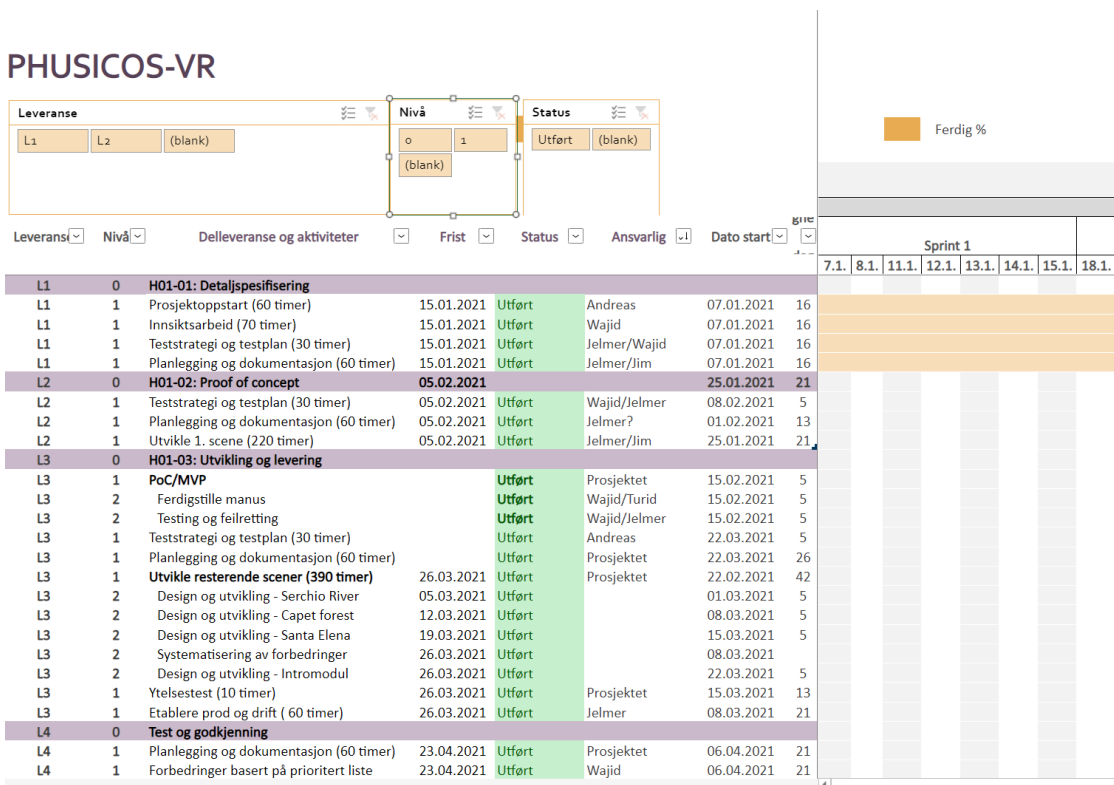 PHUSICOS-VR
Leveranse
L1 L2 (blank)
Nivå
0 1
(blank)
Status
Utført (blank)
Ferdig %
Leverans Nivå Delleveranse og aktiviteter Frist Status Ansvarlig Dato start
Sprint 1
7.1. 8.1. 11.1. 12.1. 13.1. 14.1. 15.1. 18.1.
L1 0 H01-01: Detaljspesifisering
L1 1 Prosjektoppstart (60 timer) 15.01.2021 Utført Andreas 07.01.2021 16
L1 1 Innsiktsarbeid (70 timer) 15.01.2021 Utført Wajid 07.01.2021 16
L1 1 Teststrategi og testplan (30 timer) 15.01.2021 Utført Jelmer/Wajid 07.01.2021 16
L1 1 Planlegging og dokumentasjon (60 timer) 15.01.2021 Utført Jelmer/Jim 07.01.2021 16
L2 0 H01-02: Proof of concept 05.02.2021 25.01.2021 21
L2 1 Teststrategi og testplan (30 timer) 05.02.2021 Utført Wajid/Jelmer 08.02.2021 5
L2 1 Planlegging og dokumentasjon (60 timer) 05.02.2021 Utført Jelmer? 01.02.2021 13
L2 1 Utvikle 1. scene (220 timer) 05.02.2021 Utført Jelmer/Jim 25.01.2021 21
L3 0 H01-03: Utvikling og levering
L3 1 PoC/MVP Utført Prosjektet 15.02.2021 5
L3 2 Ferdigstille manus Utført Wajid/Turid 15.02.2021 5
L3 2 Testing og feilretting Utført Wajid/Jelmer 15.02.2021 5
L3 1 Teststrategi og testplan (30 timer) Utført Andreas 22.03.2021 5
L3 1 Planlegging og dokumentasjon (60 timer) Utført Prosjektet 22.03.2021 26
L3 1 Utvikle resterende scener (390 timer) 26.03.2021 Utført Prosjektet 22.02.2021 42
L3 2 Design og utvikling - Serchio River 05.03.2021 Utført 01.03.2021 5
L3 2 Design og utvikling - Capet forest 12.03.2021 Utført 08.03.2021 5
L3 2 Design og utvikling - Santa Elena 19.03.2021 Utført 15.03.2021 5
L3 2 Systematisering av forbedringer 26.03.2021 Utført 08.03.2021
L3 2 Design og utvikling - Intromodul 26.03.2021 Utført 22.03.2021 5
L3 1 Ytelsestest (10 timer) 26.03.2021 Utført Prosjektet 15.03.2021 13
L3 1 Etablere prod og drift ( 60 timer) 26.03.2021 Utført Jelmer 08.03.2021 21
L4 0 Test og godkjenning
L4 1 Planlegging og dokumentasjon (60 timer) 23.04.2021 Utført Prosjektet 06.04.2021 21
L4 1 Forbedringer basert på prioritert liste 23.04.2021 Utført Wajid 06.04.2021 21